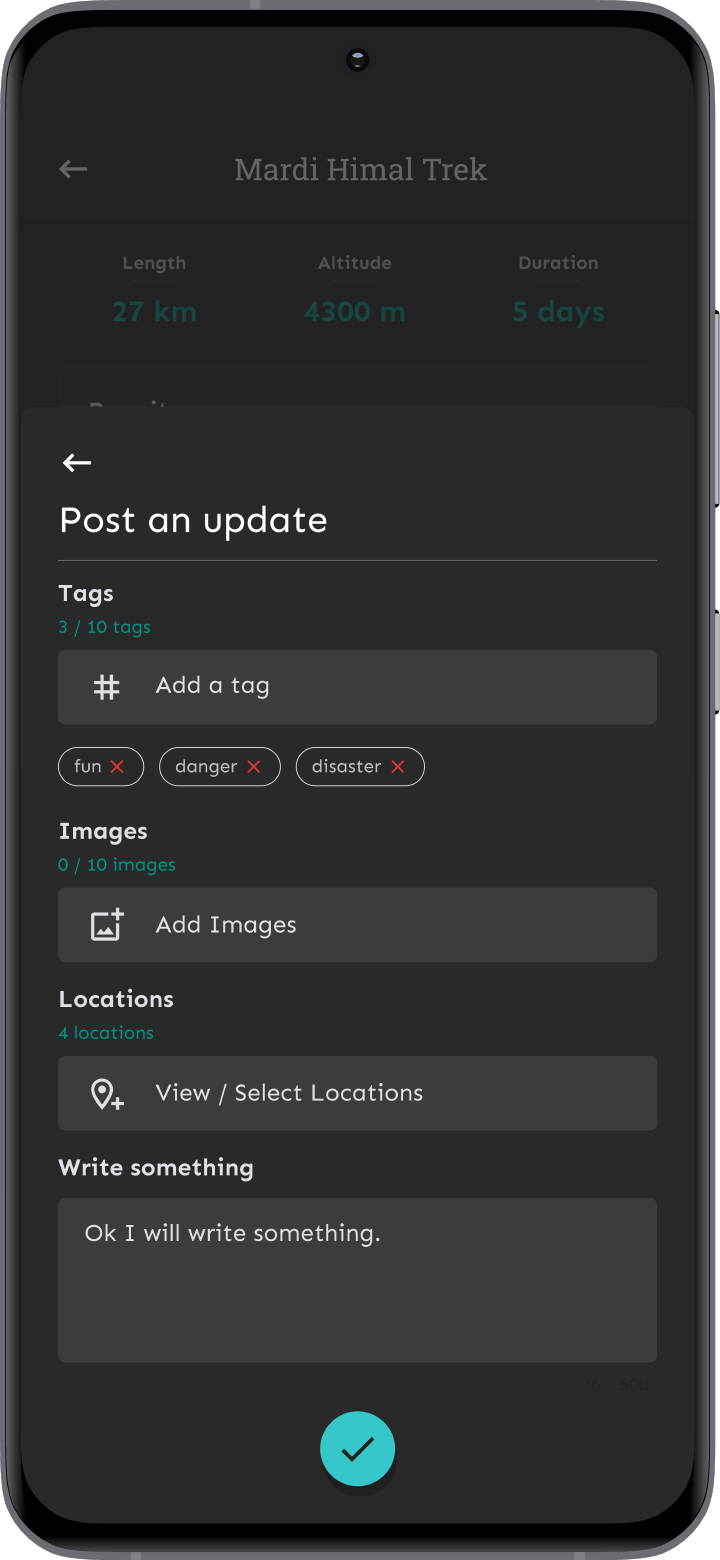 Mardi Himal Trek
Length Altitude Duration
27 km 4300 m 5 days
Post an update
Tags
3 / 10 tags
Add a tag
fun danger disaster
Images
0 / 10 images
Add Images
Locations
4 locations
View / Select Locations
Write something
Ok I will write something.
26 / 500